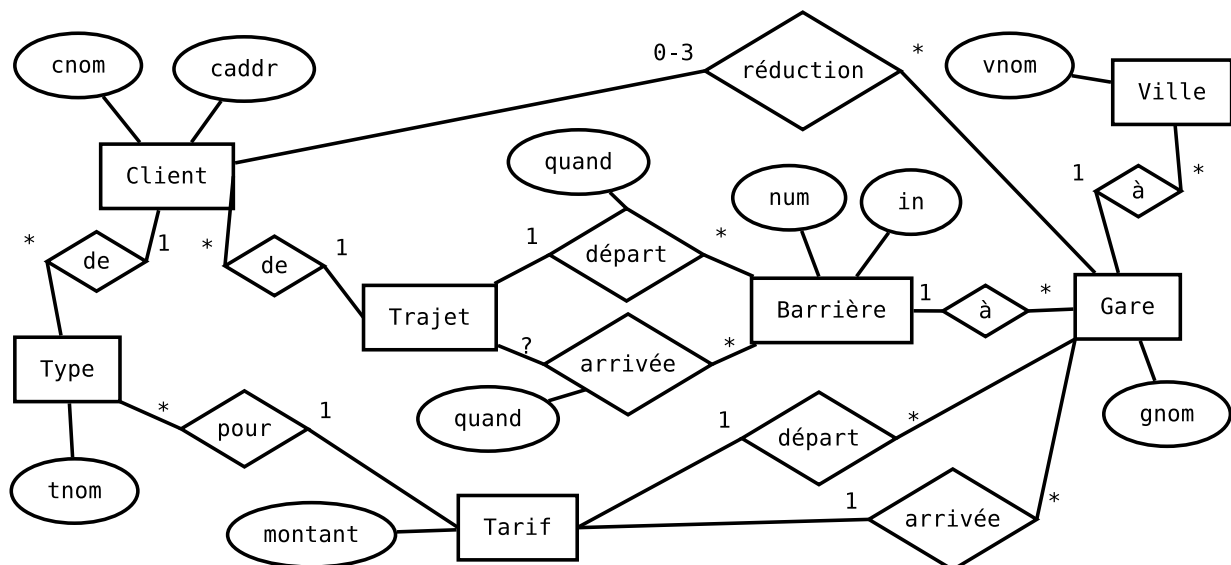 cnom
caddr
0-3
réduction
*
vnom
Ville
Client
quand
num
in
1
à
*
*
de
1
*
de
1
1
départ
*
Trajet
Barrière
1
à
*
Gare
?
arrivée
*
quand
Type
gnom
*
pour
1
1
départ
*
tnom
montant
Tarif
1
arrivée
*